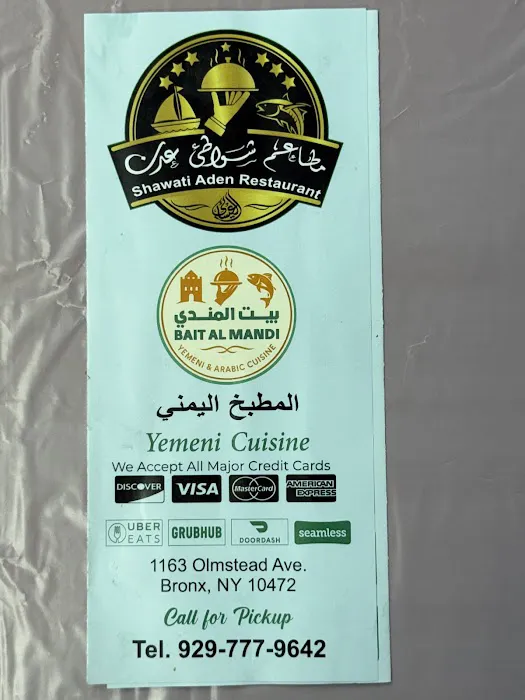 مطاعم شواطئ عدن
Shawati Aden Restaurant
بيت المندي
BAIT AL MANDI
YEMENI & ARABIC CUISINE
المطبخ اليمني
Yemeni Cuisine
We Accept All Major Credit Cards
DISCOVER VISA MasterCard AMERICAN EXPRESS
UBER EATS GRUBHUB DOORDASH seamless
1163 Olmstead Ave.
Bronx, NY 10472
Call for Pickup
Tel. 929-777-9642